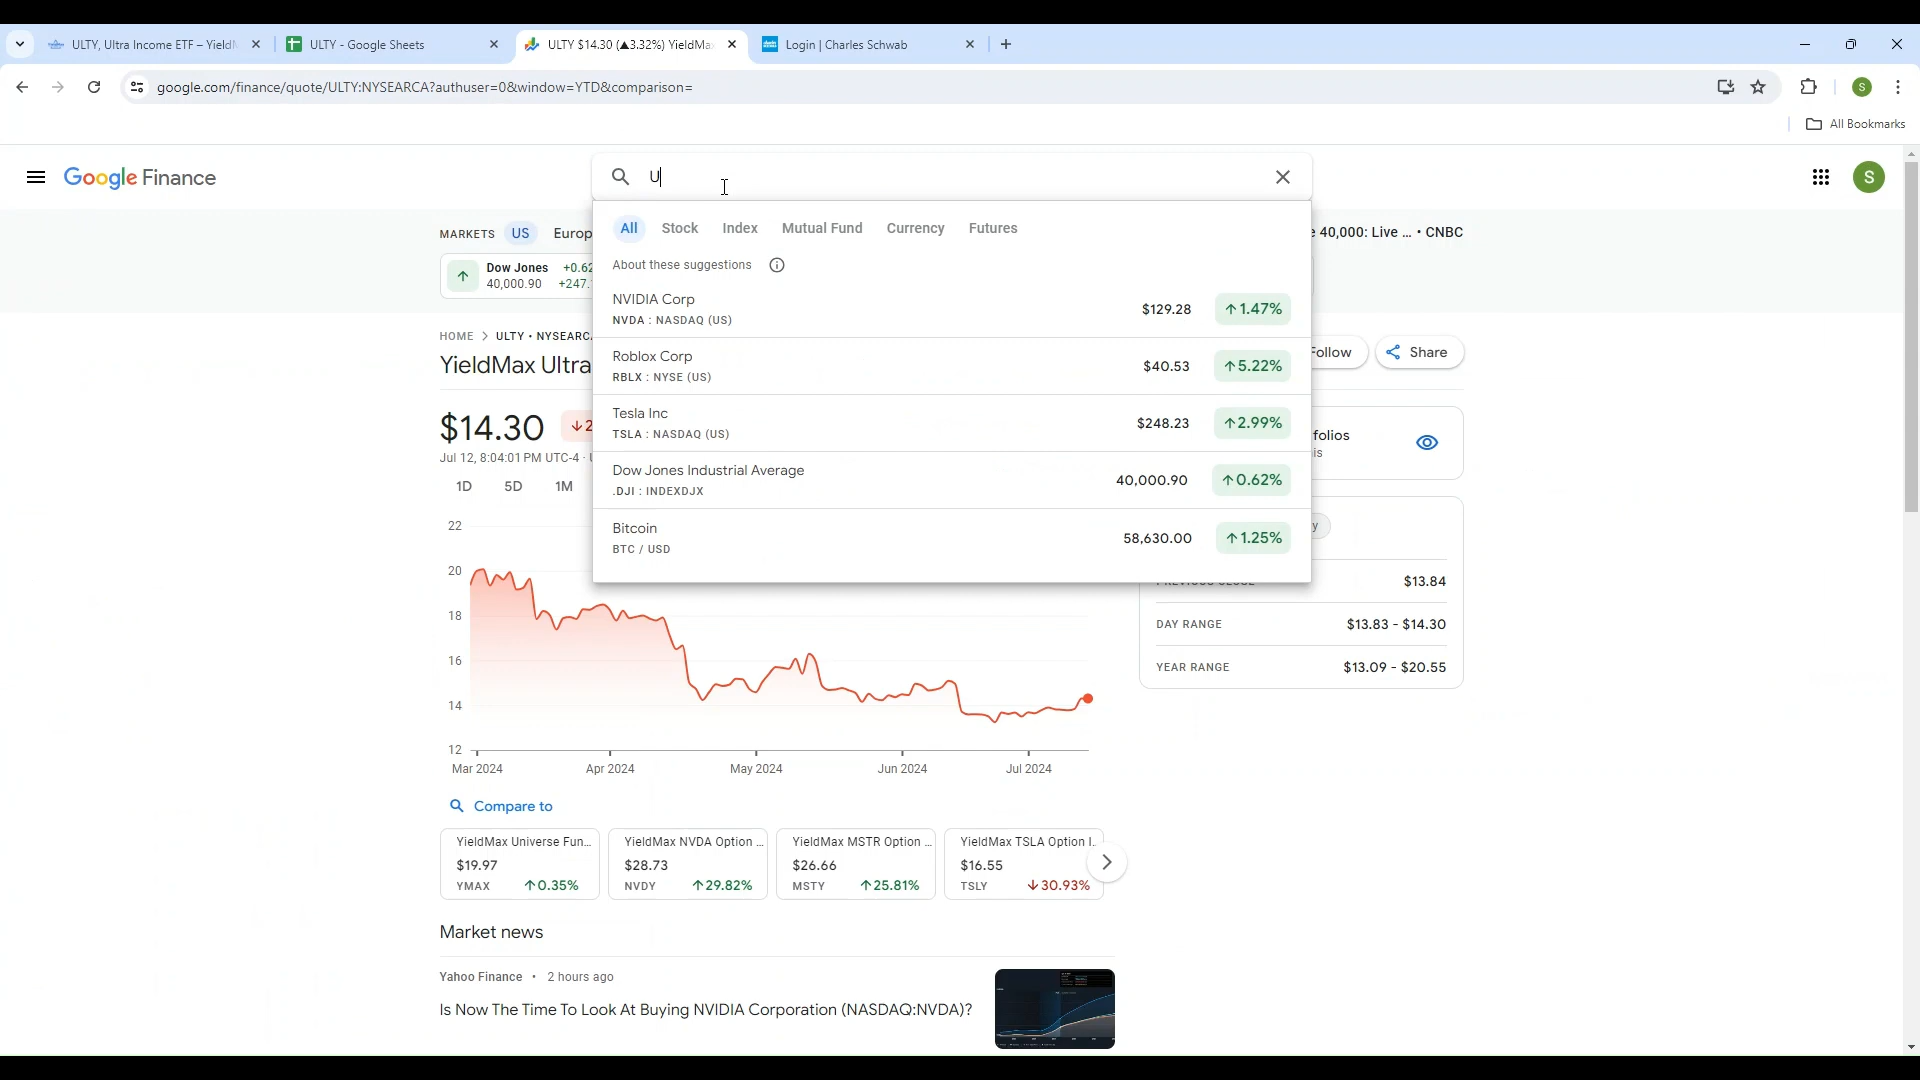 ULTY, Ultra Income ETF – YieldM
ULTY - Google Sheets
ULTY $14.30 (▲3.32%) YieldMa
Login | Charles Schwab
google.com/finance/quote/ULTY:NYSEARCA?authuser=0&window=YTD&comparison=
S
All Bookmarks
Google Finance
U
S
MARKETS US Europ
All Stock Index Mutual Fund Currency Futures
40,000: Live ... • CNBC
About these suggestions
Dow Jones +0.62
40,000.90 +247.
NVIDIA Corp
NVDA : NASDAQ (US)
$129.28 ↑1.47%
Roblox Corp
RBLX : NYSE (US)
$40.53 ↑5.22%
Tesla Inc
TSLA : NASDAQ (US)
$248.23 ↑2.99%
Dow Jones Industrial Average
.DJI : INDEXDJX
40,000.90 ↑0.62%
Bitcoin
BTC / USD
58,630.00 ↑1.25%
HOME > ULTY • NYSEARCA
YieldMax Ultra
Follow Share
$14.30 ↓2
Jul 12, 8:04:01 PM UTC-4 ·
1D 5D 1M
22
20
18
16
14
12
Mar 2024 Apr 2024 May 2024 Jun 2024 Jul 2024
folios
is
y
PREVIOUS CLOSE $13.84
DAY RANGE $13.83 - $14.30
YEAR RANGE $13.09 - $20.55
Compare to
YieldMax Universe Fun...
$19.97
YMAX ↑0.35%
YieldMax NVDA Option ...
$28.73
NVDY ↑29.82%
YieldMax MSTR Option ...
$26.66
MSTY ↑25.81%
YieldMax TSLA Option I...
$16.55
TSLY ↓30.93%
Market news
Yahoo Finance • 2 hours ago
Is Now The Time To Look At Buying NVIDIA Corporation (NASDAQ:NVDA)?